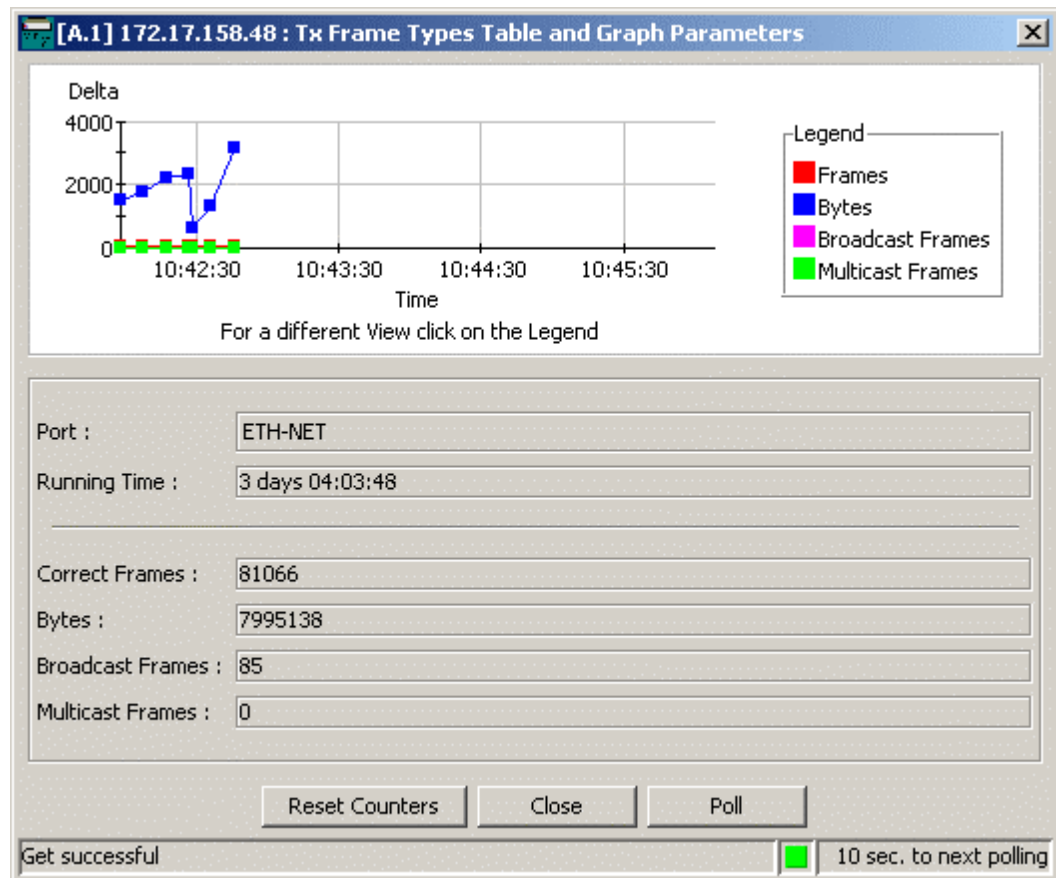 [A.1] 172.17.158.48 : Tx Frame Types Table and Graph Parameters
Delta
4000
2000
0
10:42:30 10:43:30 10:44:30 10:45:30
Time
For a different View click on the Legend
Legend
Frames
Bytes
Broadcast Frames
Multicast Frames
Port : ETH-NET
Running Time : 3 days 04:03:48
Correct Frames : 81066
Bytes : 7995138
Broadcast Frames : 85
Multicast Frames : 0
Reset Counters Close Poll
Get successful 10 sec. to next polling